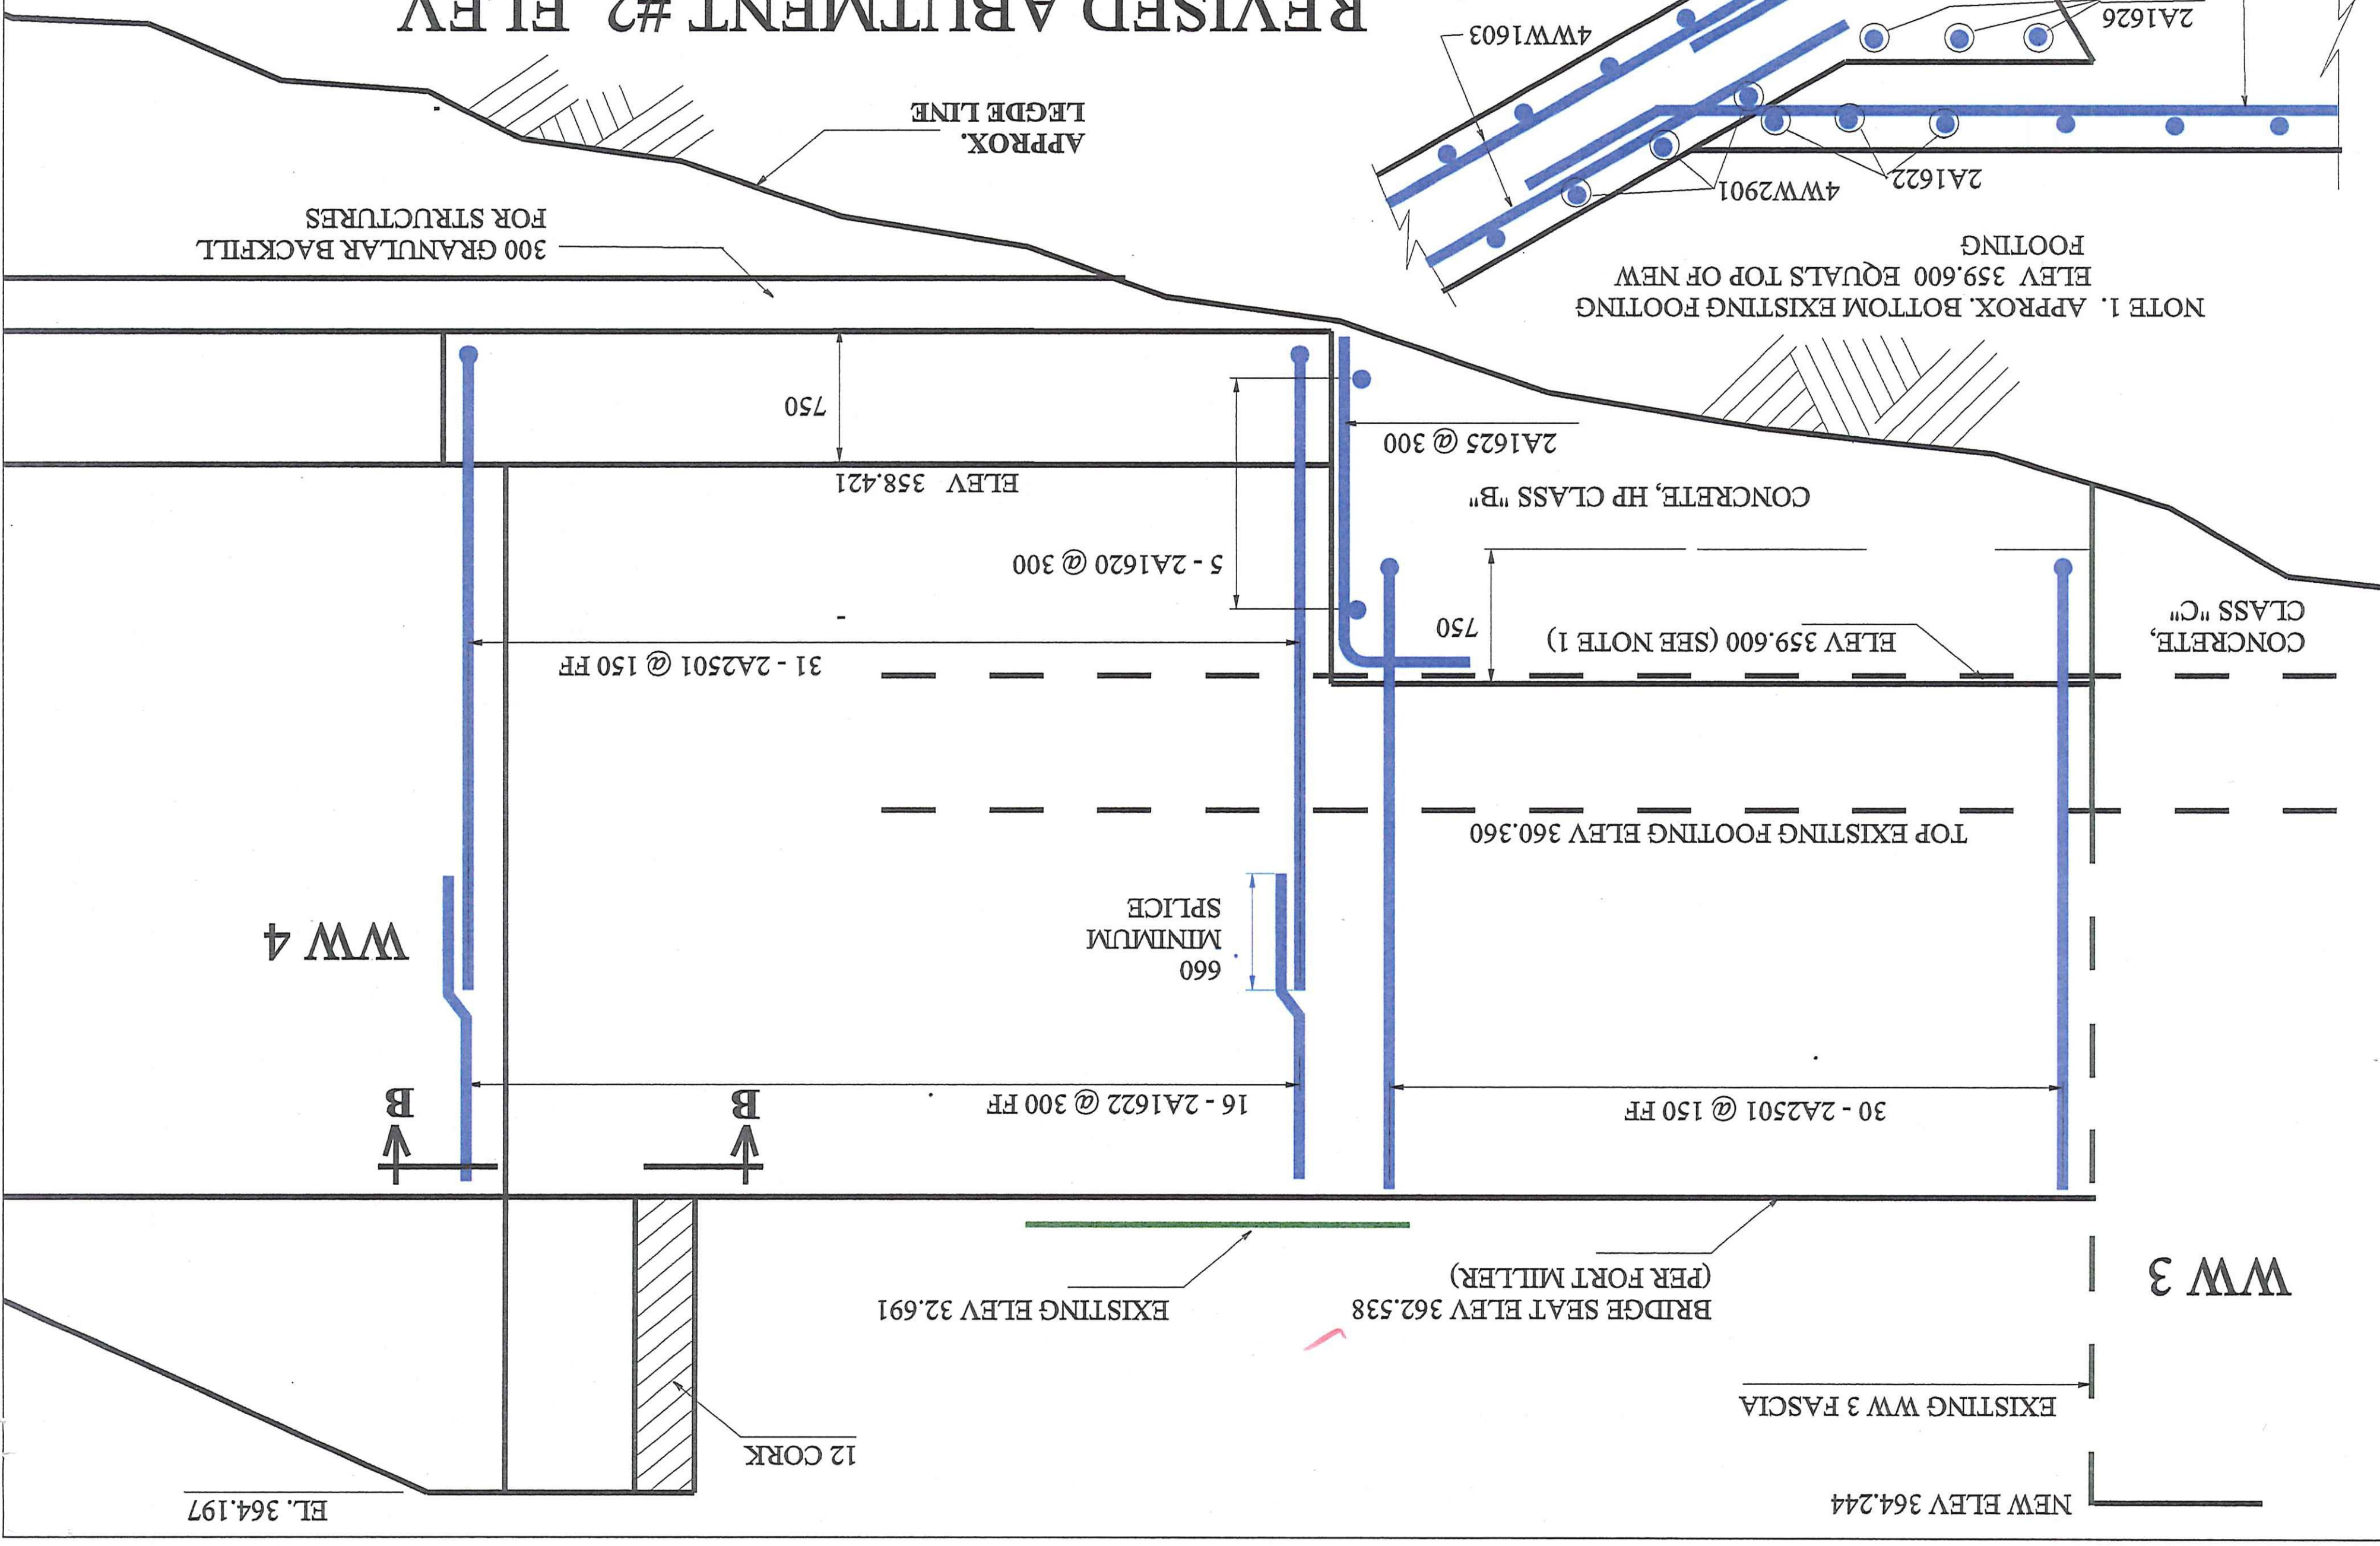 NEW ELEV 364.244
EXISTING WW 3 FASCIA
WW 3
BRIDGE SEAT ELEV 362.538
(PER FORT MILLER)
EXISTING ELEV 32.691
12 CORK
EL. 364.197
30 - 2A2501 @ 150 FF
16 - 2A1622 @ 300 FF
B
B
660
MINIMUM
SPLICE
WW 4
TOP EXISTING FOOTING ELEV 360.360
CONCRETE,
CLASS "C"
ELEV 359.600 (SEE NOTE 1)
750
31 - 2A2501 @ 150 FF
5 - 2A1620 @ 300
CONCRETE, HP CLASS "B"
ELEV 358.421
2A1625 @ 300
750
NOTE 1. APPROX. BOTTOM EXISTING FOOTING
ELEV 359.600 EQUALS TOP OF NEW
FOOTING
300 GRANULAR BACKFILL
FOR STRUCTURES
2A1622
4WW2901
APPROX.
LEGDE LINE
2A1626
4WW1603
REVISED ABUTMENT #2 ELEV